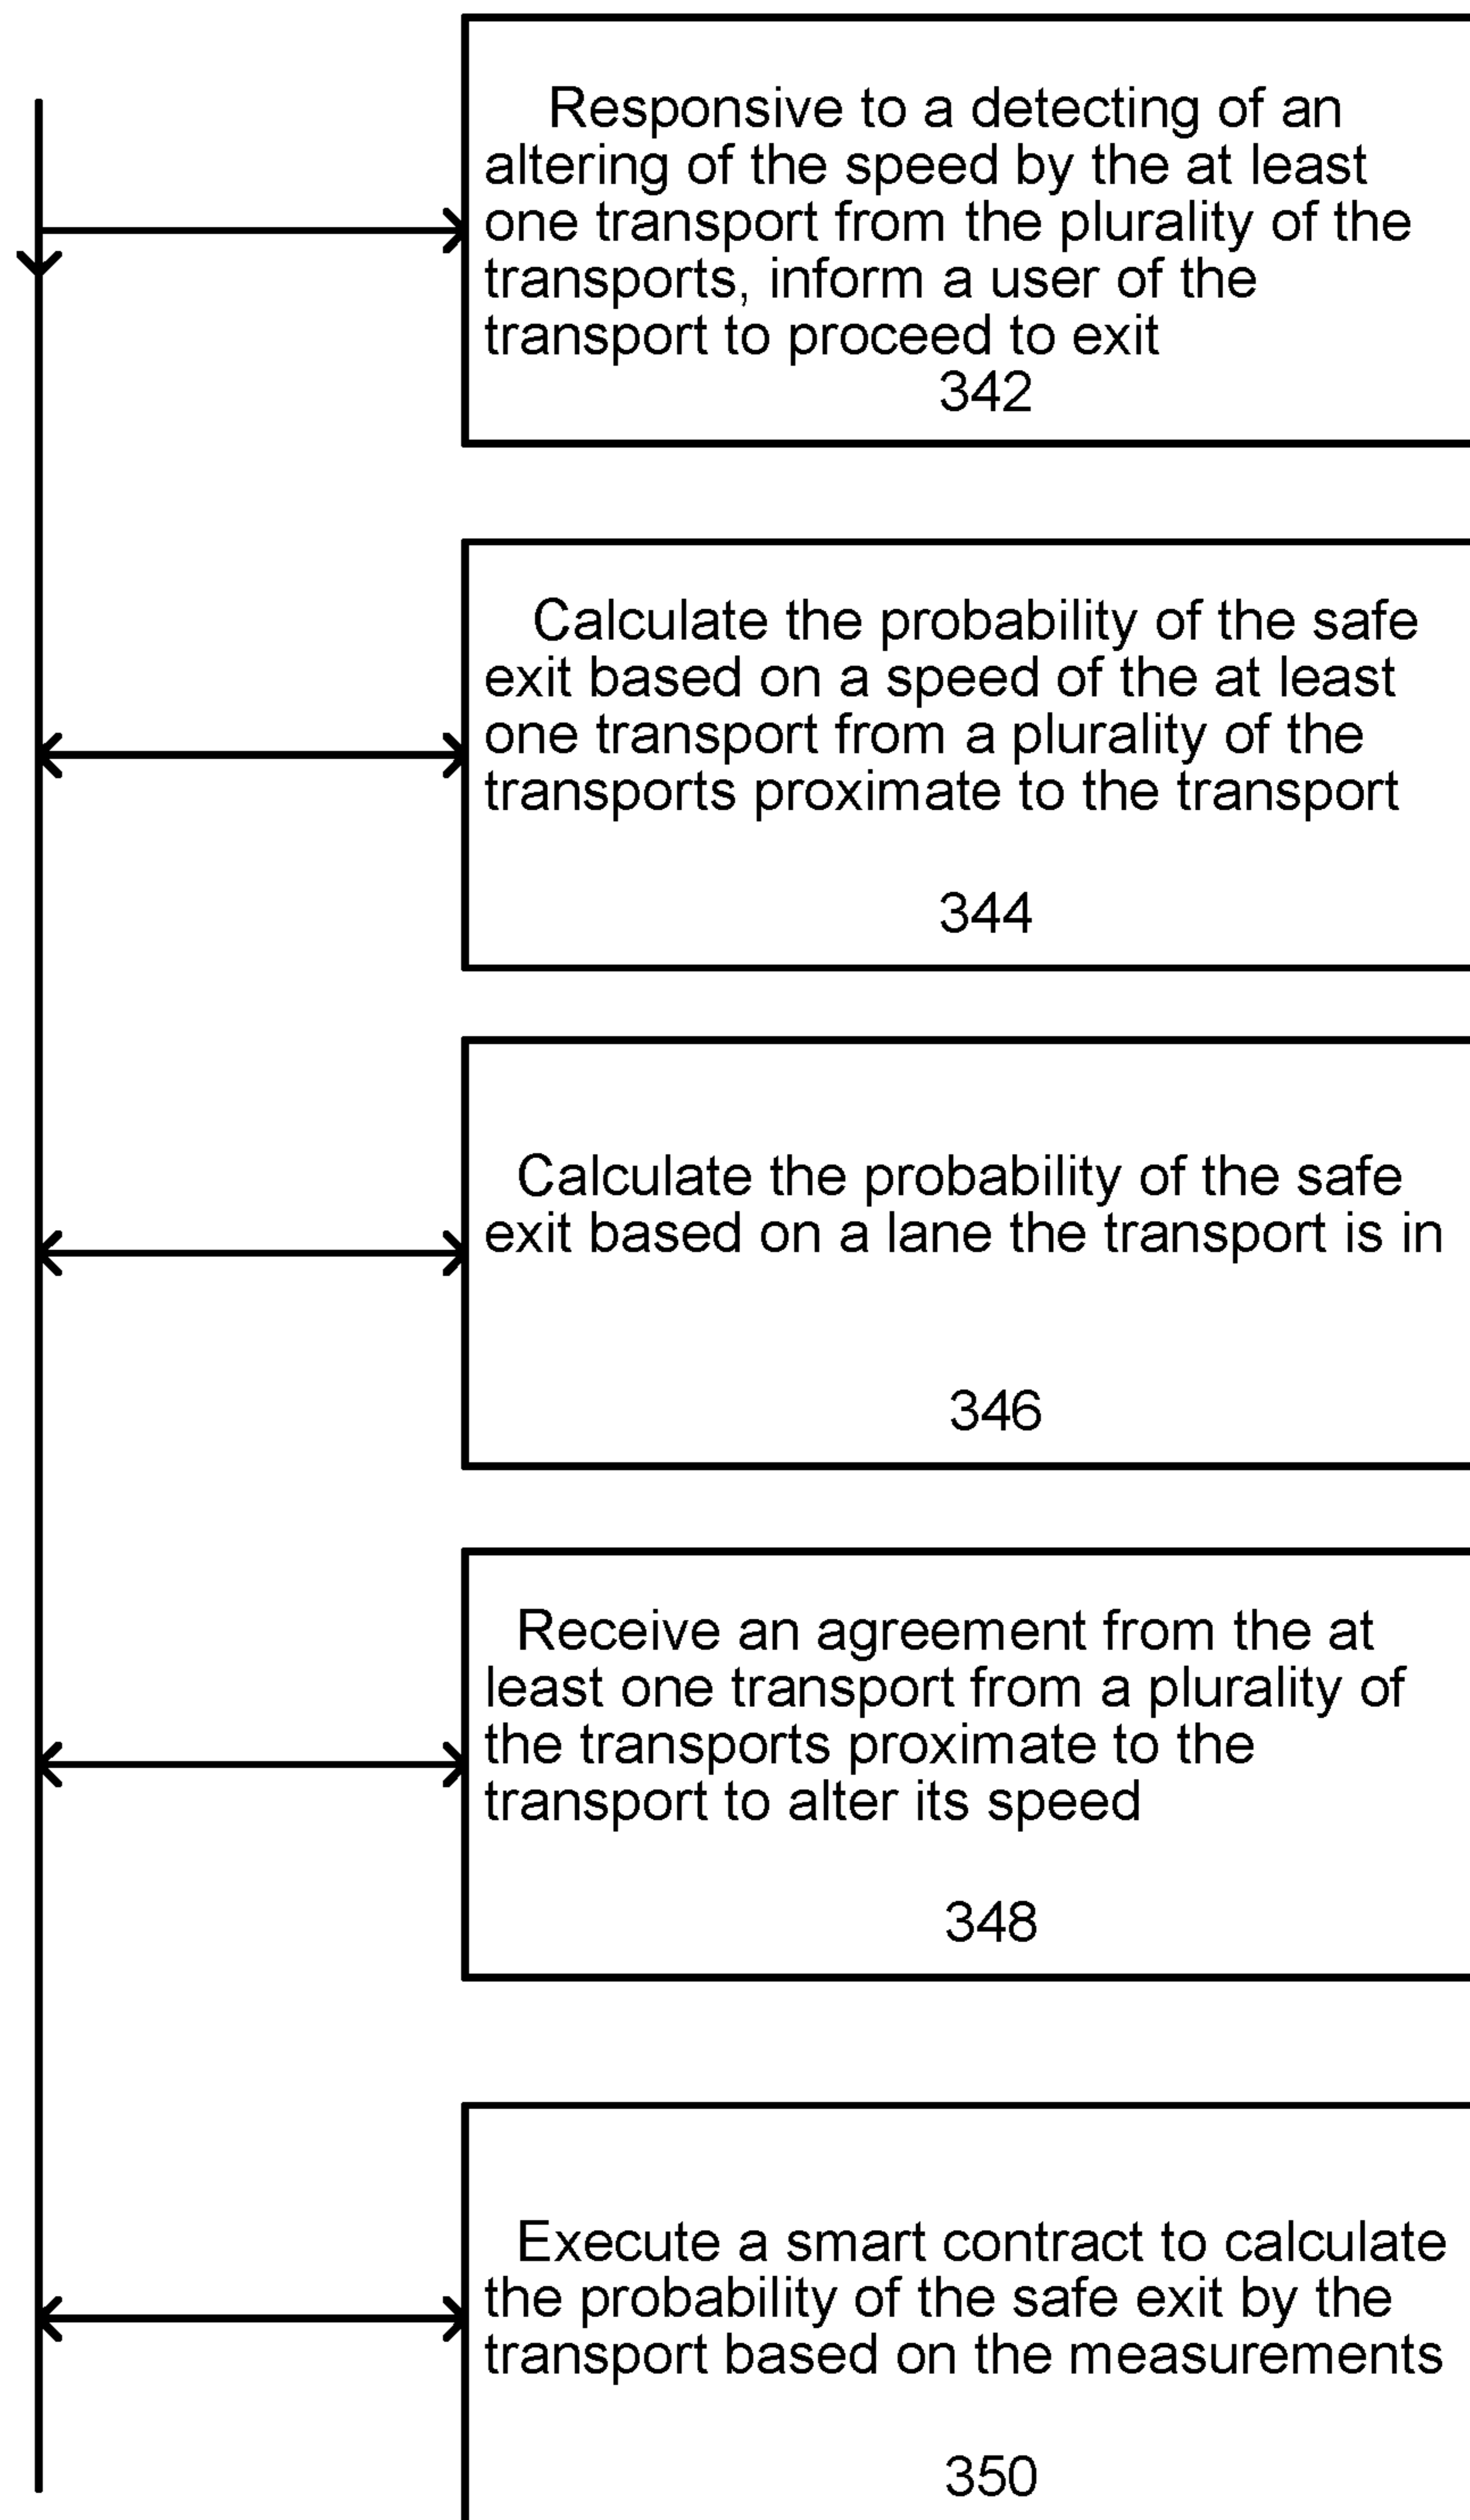 Responsive to a detecting of an
altering of the speed by the at least
one transport from the plurality of the
transports, inform a user of the
transport to proceed to exit
342
Calculate the probability of the safe
exit based on a speed of the at least
one transport from a plurality of the
transports proximate to the transport
344
Calculate the probability of the safe
exit based on a lane the transport is in
346
Receive an agreement from the at
least one transport from a plurality of
the transports proximate to the
transport to alter its speed
348
Execute a smart contract to calculate
the probability of the safe exit by the
transport based on the measurements
350